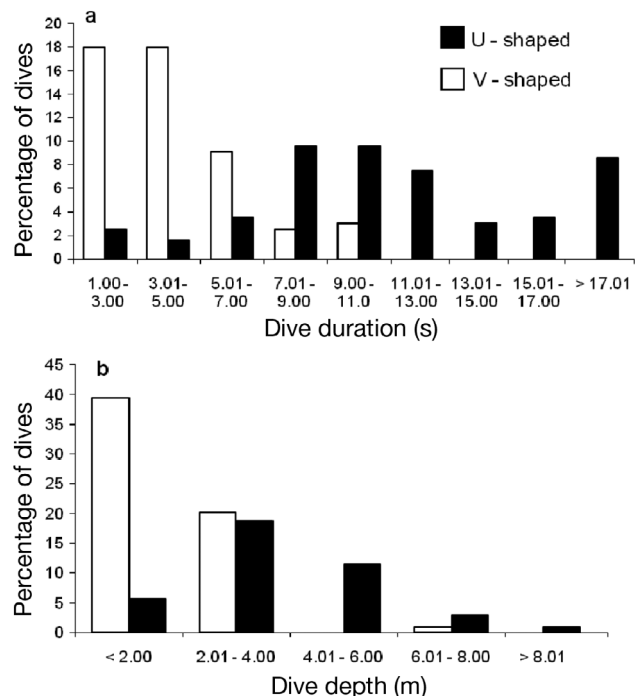 a
20
18
16
14
12
10
8
6
4
2
0
Percentage of dives
U - shaped
V - shaped
1.00- 3.01- 5.01- 7.01- 9.00- 11.01- 13.01- 15.01- > 17.01
3.00 5.00 7.00 9.00 11.0 13.00 15.00 17.00
Dive duration (s)
b
45
40
35
30
25
20
15
10
5
0
Percentage of dives
< 2.00 2.01 - 4.00 4.01 - 6.00 6.01 - 8.00 > 8.01
Dive depth (m)